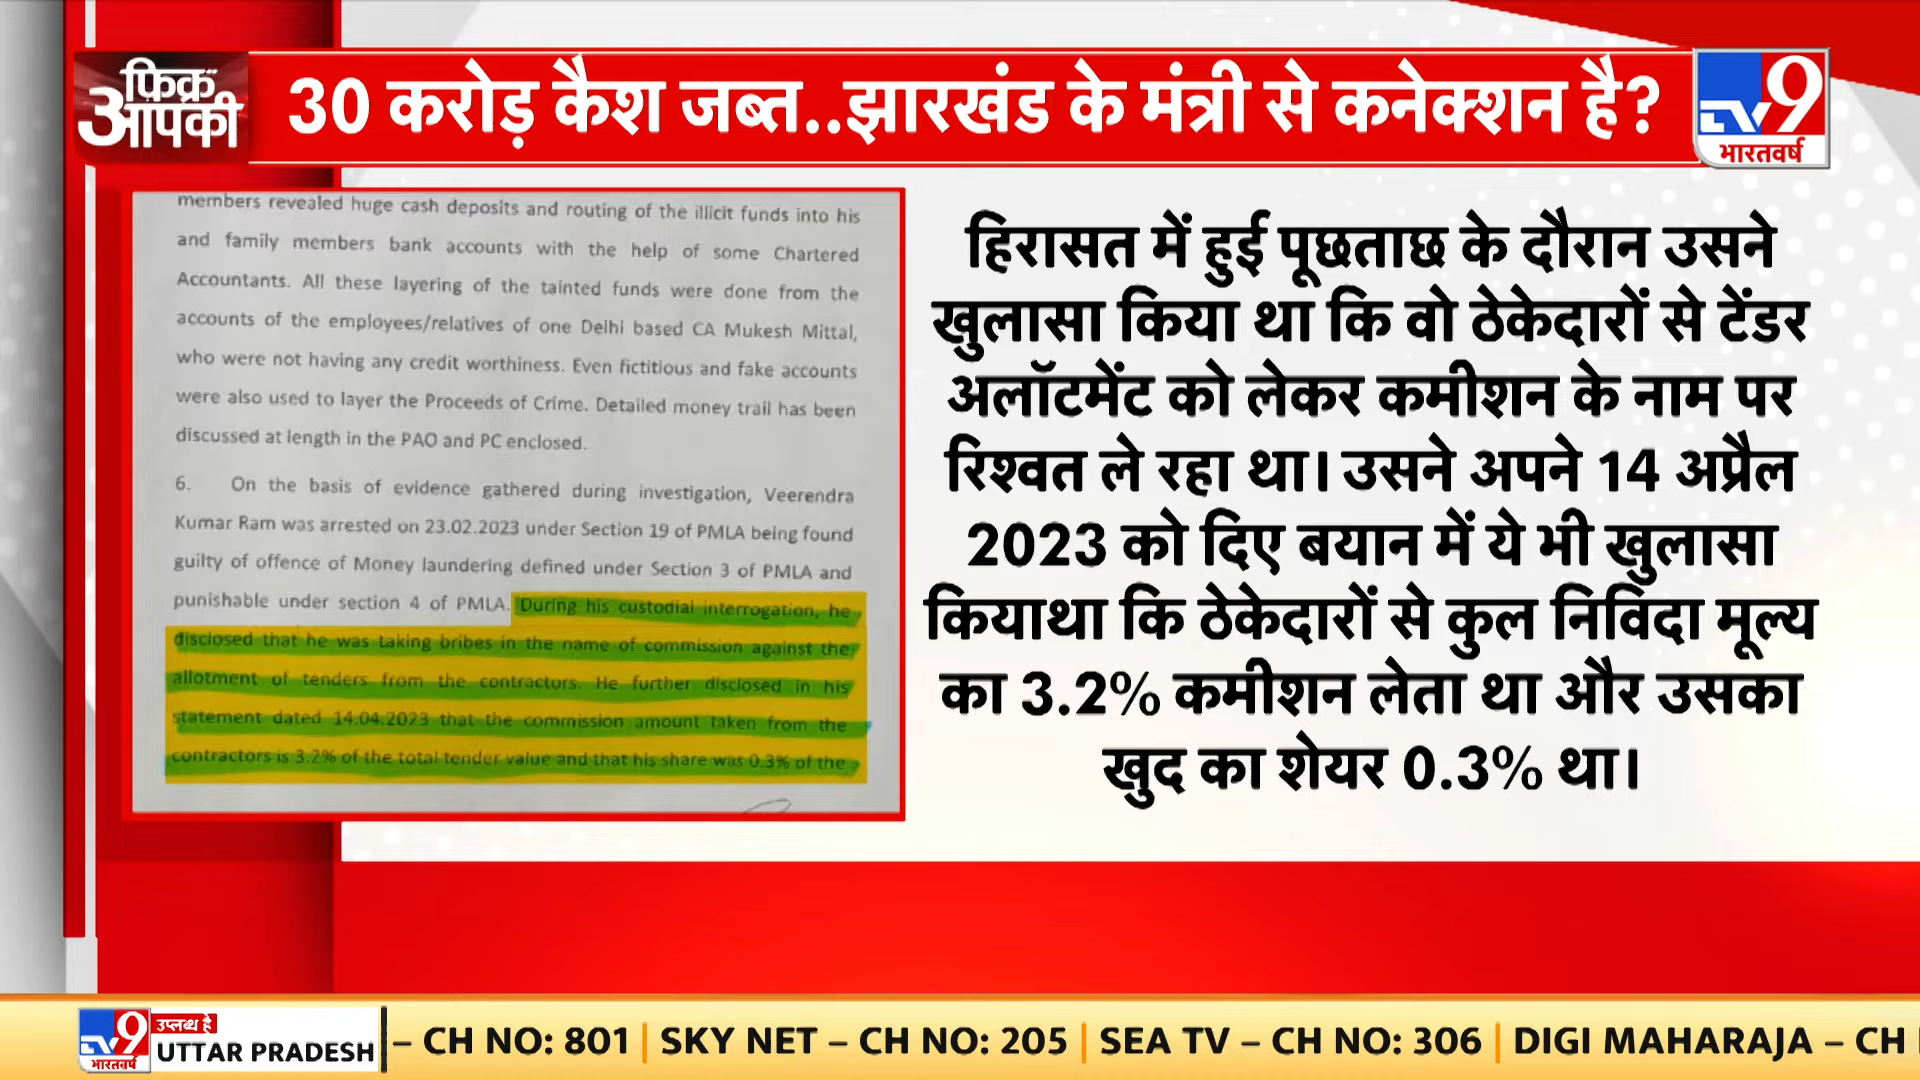 फिक्र आपकी
30 करोड़ कैश जब्त..झारखंड के मंत्री से कनेक्शन है?
TV9
भारतवर्ष
members revealed huge cash deposits and routing of the illicit funds into his
and family members bank accounts with the help of some Chartered
Accountants. All these layering of the tainted funds were done from the
accounts of the employees/relatives of one Delhi based CA Mukesh Mittal,
who were not having any credit worthiness. Even fictitious and fake accounts
were also used to layer the Proceeds of Crime. Detailed money trail has been
discussed at length in the PAO and PC enclosed.
6. On the basis of evidence gathered during investigation, Veerendra
Kumar Ram was arrested on 23.02.2023 under Section 19 of PMLA being found
guilty of offence of Money laundering defined under Section 3 of PMLA and
punishable under section 4 of PMLA. During his custodial interrogation, he
disclosed that he was taking bribes in the name of commission against the
allotment of tenders from the contractors. He further disclosed in his
statement dated 14.04.2023 that the commission amount taken from the
contractors is 3.2% of the total tender value and that his share was 0.3% of the
हिरासत में हुई पूछताछ के दौरान उसने
खुलासा किया था कि वो ठेकेदारों से टेंडर
अलॉटमेंट को लेकर कमीशन के नाम पर
रिश्वत ले रहा था। उसने अपने 14 अप्रैल
2023 को दिए बयान में ये भी खुलासा
कियाथा कि ठेकेदारों से कुल निविदा मूल्य
का 3.2% कमीशन लेता था और उसका
खुद का शेयर 0.3% था।
TV9 भारतवर्ष उपलब्ध है
UTTAR PRADESH
– CH NO: 801 | SKY NET – CH NO: 205 | SEA TV – CH NO: 306 | DIGI MAHARAJA – CH